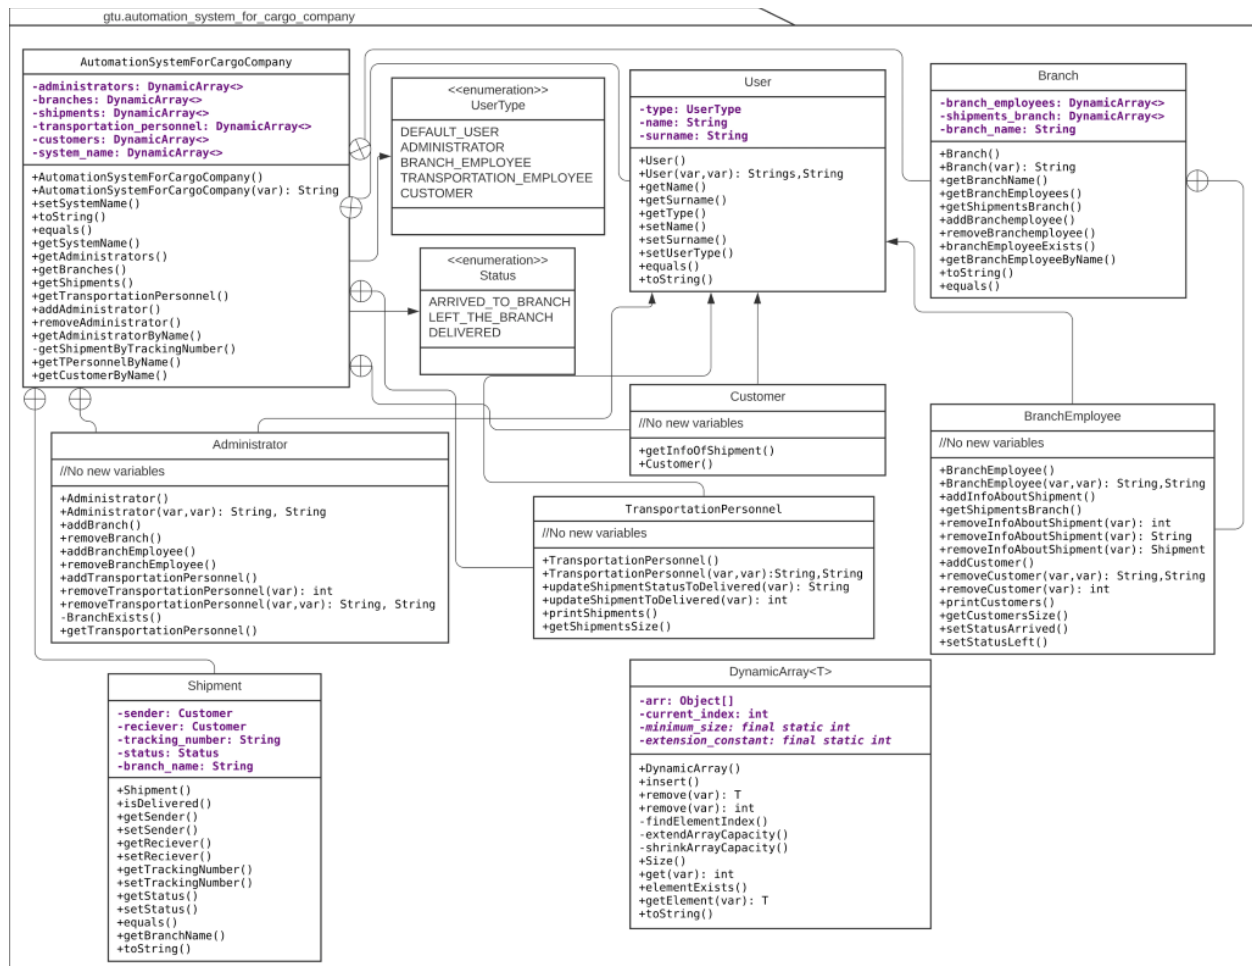 gtu.automation_system_for_cargo_company
AutomationSystemForCargoCompany
-administrators: DynamicArray<>
-branches: DynamicArray<>
-shipments: DynamicArray<>
-transportation_personnel: DynamicArray<>
-customers: DynamicArray<>
-system_name: DynamicArray<>
+AutomationSystemForCargoCompany()
+AutomationSystemForCargoCompany(var): String
+setSystemName()
+toString()
+equals()
+getSystemName()
+getAdministrators()
+getBranches()
+getShipments()
+getTransportationPersonnel()
+addAdministrator()
+removeAdministrator()
+getAdministratorByName()
-getShipmentByTrackingNumber()
+getTPersonnelByName()
+getCustomerByName()
<<enumeration>>
UserType
DEFAULT_USER
ADMINISTRATOR
BRANCH_EMPLOYEE
TRANSPORTATION_EMPLOYEE
CUSTOMER
<<enumeration>>
Status
ARRIVED_TO_BRANCH
LEFT_THE_BRANCH
DELIVERED
User
-type: UserType
-name: String
-surname: String
+User()
+User(var,var): Strings,String
+getName()
+getSurname()
+getType()
+setName()
+setSurname()
+setUserType()
+equals()
+toString()
Branch
-branch_employees: DynamicArray<>
-shipments_branch: DynamicArray<>
-branch_name: String
+Branch()
+Branch(var): String
+getBranchName()
+getBranchEmployees()
+getShipmentsBranch()
+addBranchemployee()
+removeBranchemployee()
+branchEmployeeExists()
+getBranchEmployeeByName()
+toString()
+equals()
Administrator
//No new variables
+Administrator()
+Administrator(var,var): String, String
+addBranch()
+removeBranch()
+addBranchEmployee()
+removeBranchEmployee()
+addTransportationPersonnel()
+removeTransportationPersonnel(var): int
+removeTransportationPersonnel(var,var): String, String
-BranchExists()
+getTransportationPersonnel()
Customer
//No new variables
+getInfoOfShipment()
+Customer()
TransportationPersonnel
//No new variables
+TransportationPersonnel()
+TransportationPersonnel(var,var):String,String
+updateShipmentStatusToDelivered(var): String
+updateShipmentToDelivered(var): int
+printShipments()
+getShipmentsSize()
BranchEmployee
//No new variables
+BranchEmployee()
+BranchEmployee(var,var): String,String
+addInfoAboutShipment()
+getShipmentsBranch()
+removeInfoAboutShipment(var): int
+removeInfoAboutShipment(var): String
+removeInfoAboutShipment(var): Shipment
+addCustomer()
+removeCustomer(var,var): String,String
+removeCustomer(var): int
+printCustomers()
+getCustomersSize()
+setStatusArrived()
+setStatusLeft()
Shipment
-sender: Customer
-reciever: Customer
-tracking_number: String
-status: Status
-branch_name: String
+Shipment()
+isDelivered()
+getSender()
+setSender()
+getReciever()
+setReciever()
+getTrackingNumber()
+setTrackingNumber()
+getStatus()
+setStatus()
+equals()
+getBranchName()
+toString()
DynamicArray<T>
-arr: Object[]
-current_index: int
-minimum_size: final static int
-extension_constant: final static int
+DynamicArray()
+insert()
+remove(var): T
+remove(var): int
-findElementIndex()
-extendArrayCapacity()
-shrinkArrayCapacity()
+Size()
+get(var): int
+elementExists()
+getElement(var): T
+toString()